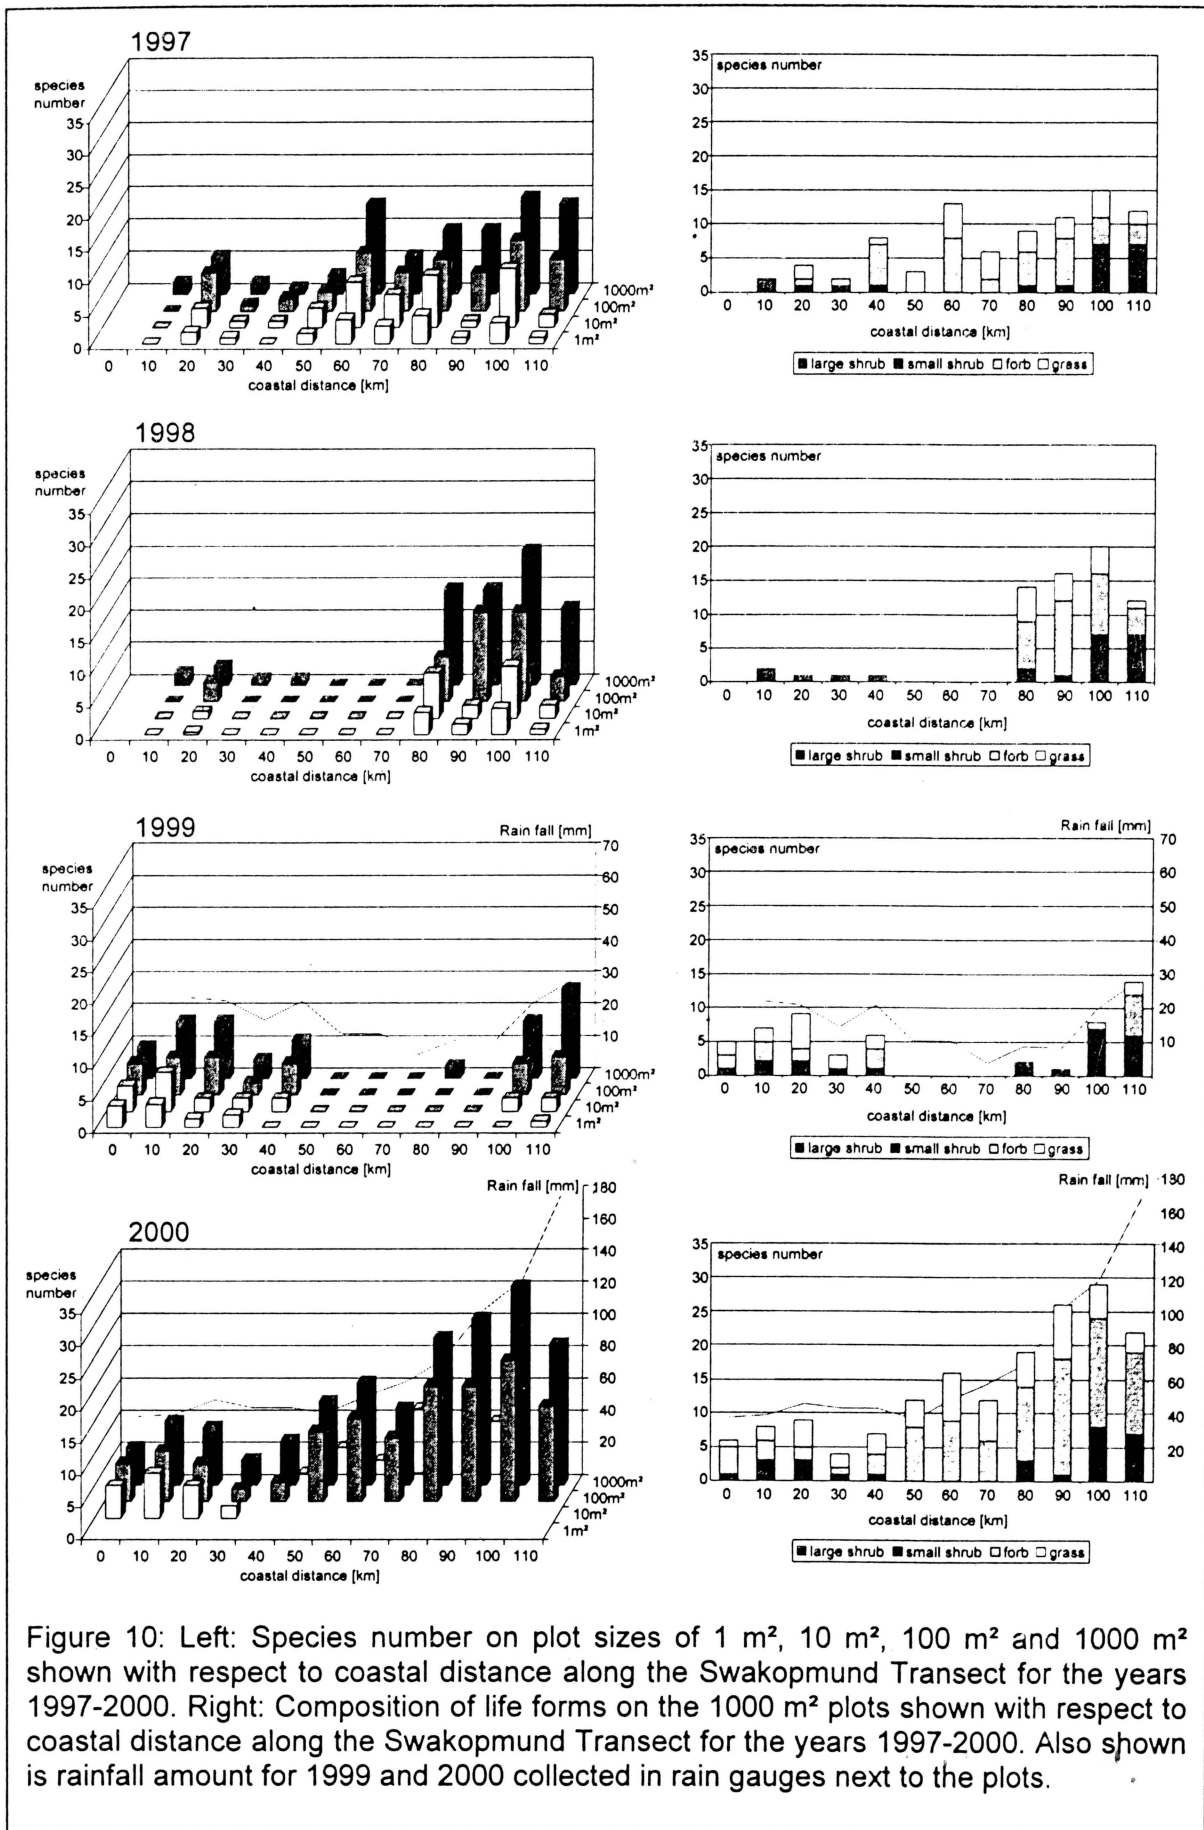 1997
species
number
35
30
25
20
15
10
5
0
0 10 20 30 40 50 60 70 80 90 100 110
coastal distance [km]
1000m²
100m²
10m²
1m²
species number
35
30
25
20
15
10
5
0
0 10 20 30 40 50 60 70 80 90 100 110
coastal distance [km]
large shrub small shrub forb grass
1998
species
number
35
30
25
20
15
10
5
0
0 10 20 30 40 50 60 70 80 90 100 110
coastal distance [km]
1000m²
100m²
10m²
1m²
species number
35
30
25
20
15
10
5
0
0 10 20 30 40 50 60 70 80 90 100 110
coastal distance [km]
large shrub small shrub forb grass
1999
Rain fall [mm]
species
number
35
30
25
20
15
10
5
0
70
60
50
40
30
20
10
0 10 20 30 40 50 60 70 80 90 100 110
coastal distance [km]
1000m²
100m²
10m²
1m²
Rain fall [mm]
species number
35
30
25
20
15
10
5
0
70
60
50
40
30
20
10
0 10 20 30 40 50 60 70 80 90 100 110
coastal distance [km]
large shrub small shrub forb grass
2000
Rain fall [mm]
species
number
35
30
25
20
15
10
5
0
180
160
140
120
100
80
60
40
20
0 10 20 30 40 50 60 70 80 90 100 110
coastal distance [km]
1000m²
100m²
10m²
1m²
Rain fall [mm]
species number
35
30
25
20
15
10
5
0
180
160
140
120
100
80
60
40
20
0 10 20 30 40 50 60 70 80 90 100 110
coastal distance [km]
large shrub small shrub forb grass
Figure 10: Left: Species number on plot sizes of 1 m², 10 m², 100 m² and 1000 m²
shown with respect to coastal distance along the Swakopmund Transect for the years
1997-2000. Right: Composition of life forms on the 1000 m² plots shown with respect to
coastal distance along the Swakopmund Transect for the years 1997-2000. Also shown
is rainfall amount for 1999 and 2000 collected in rain gauges next to the plots.